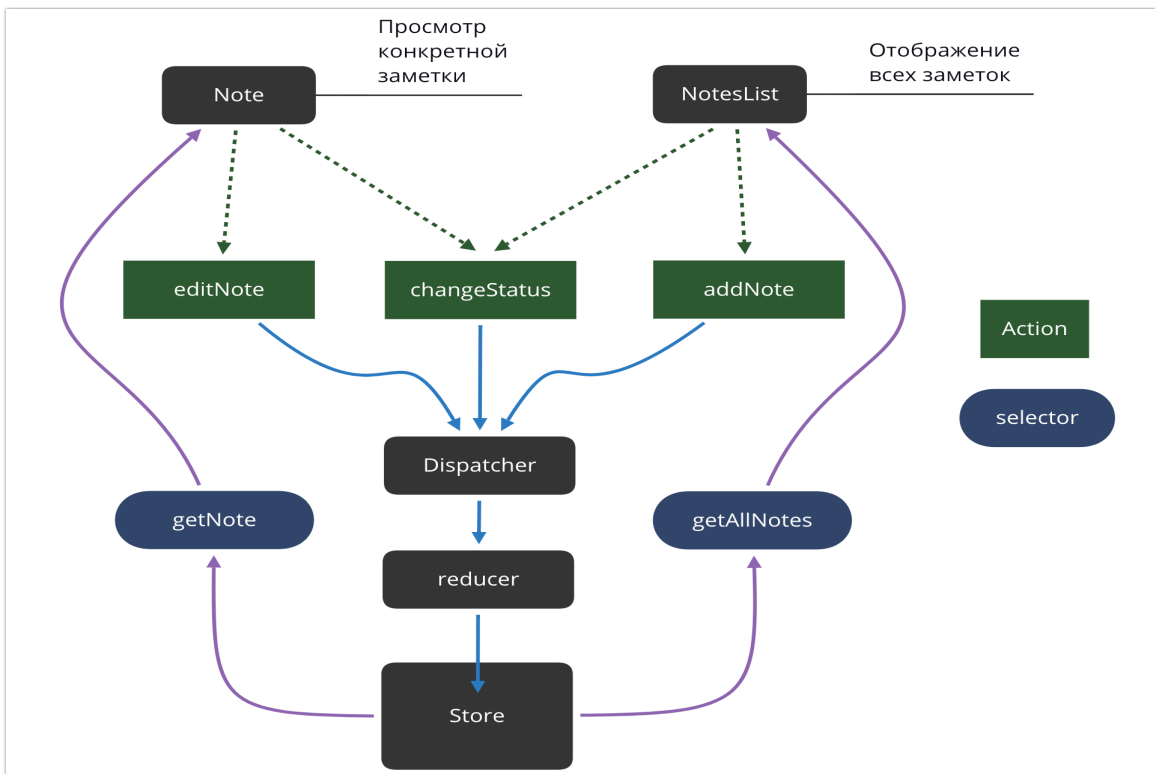 Просмотр
конкретной
заметки
Отображение
всех заметок
Note
NotesList
editNote
changeStatus
addNote
Action
selector
Dispatcher
getNote
getAllNotes
reducer
Store